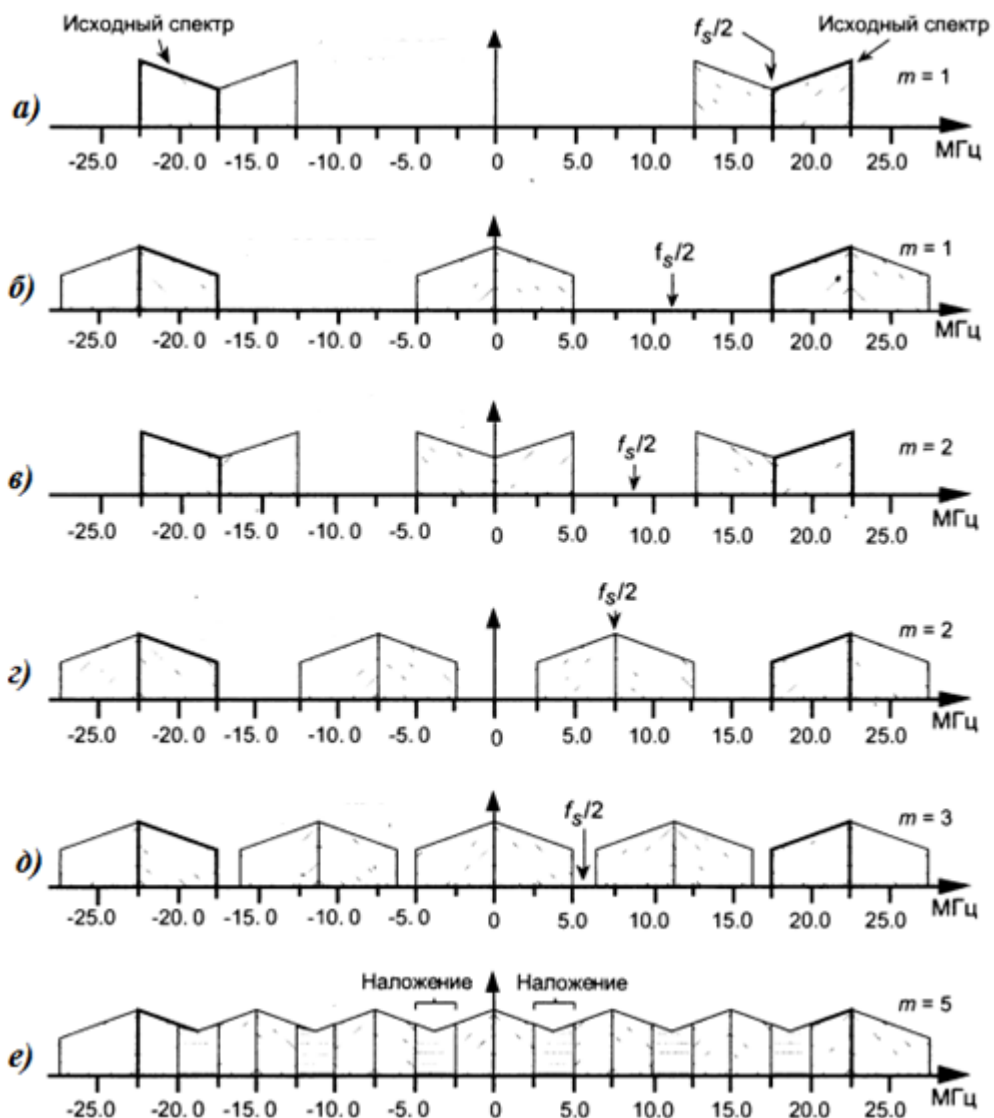 Исходный спектр
f_s/2
Исходный спектр
m = 1
а)
-25.0 -20.0 -15.0 -10.0 -5.0 0 5.0 10.0 15.0 20.0 25.0 МГц
m = 1
f_s/2
б)
-25.0 -20. 0 -15. 0 -10. 0 -5.0 0 5.0 10.0 15.0 20.0 25.0 МГц
f_s/2
m = 2
в)
-25.0 -20. 0 -15. 0 -10. 0 -5.0 0 5.0 10.0 15.0 20.0 25.0 МГц
f_s/2
m = 2
г)
-25.0 -20. 0 -15. 0 -10. 0 -5.0 0 5.0 10.0 15.0 20.0 25.0 МГц
f_s/2
m = 3
д)
-25.0 -20. 0 -15. 0 -10. 0 -5.0 0 5.0 10.0 15.0 20.0 25.0 МГц
Наложение Наложение
m = 5
е)
-25.0 -20. 0 -15. 0 -10. 0 -5.0 0 5.0 10.0 15.0 20.0 25.0 МГц